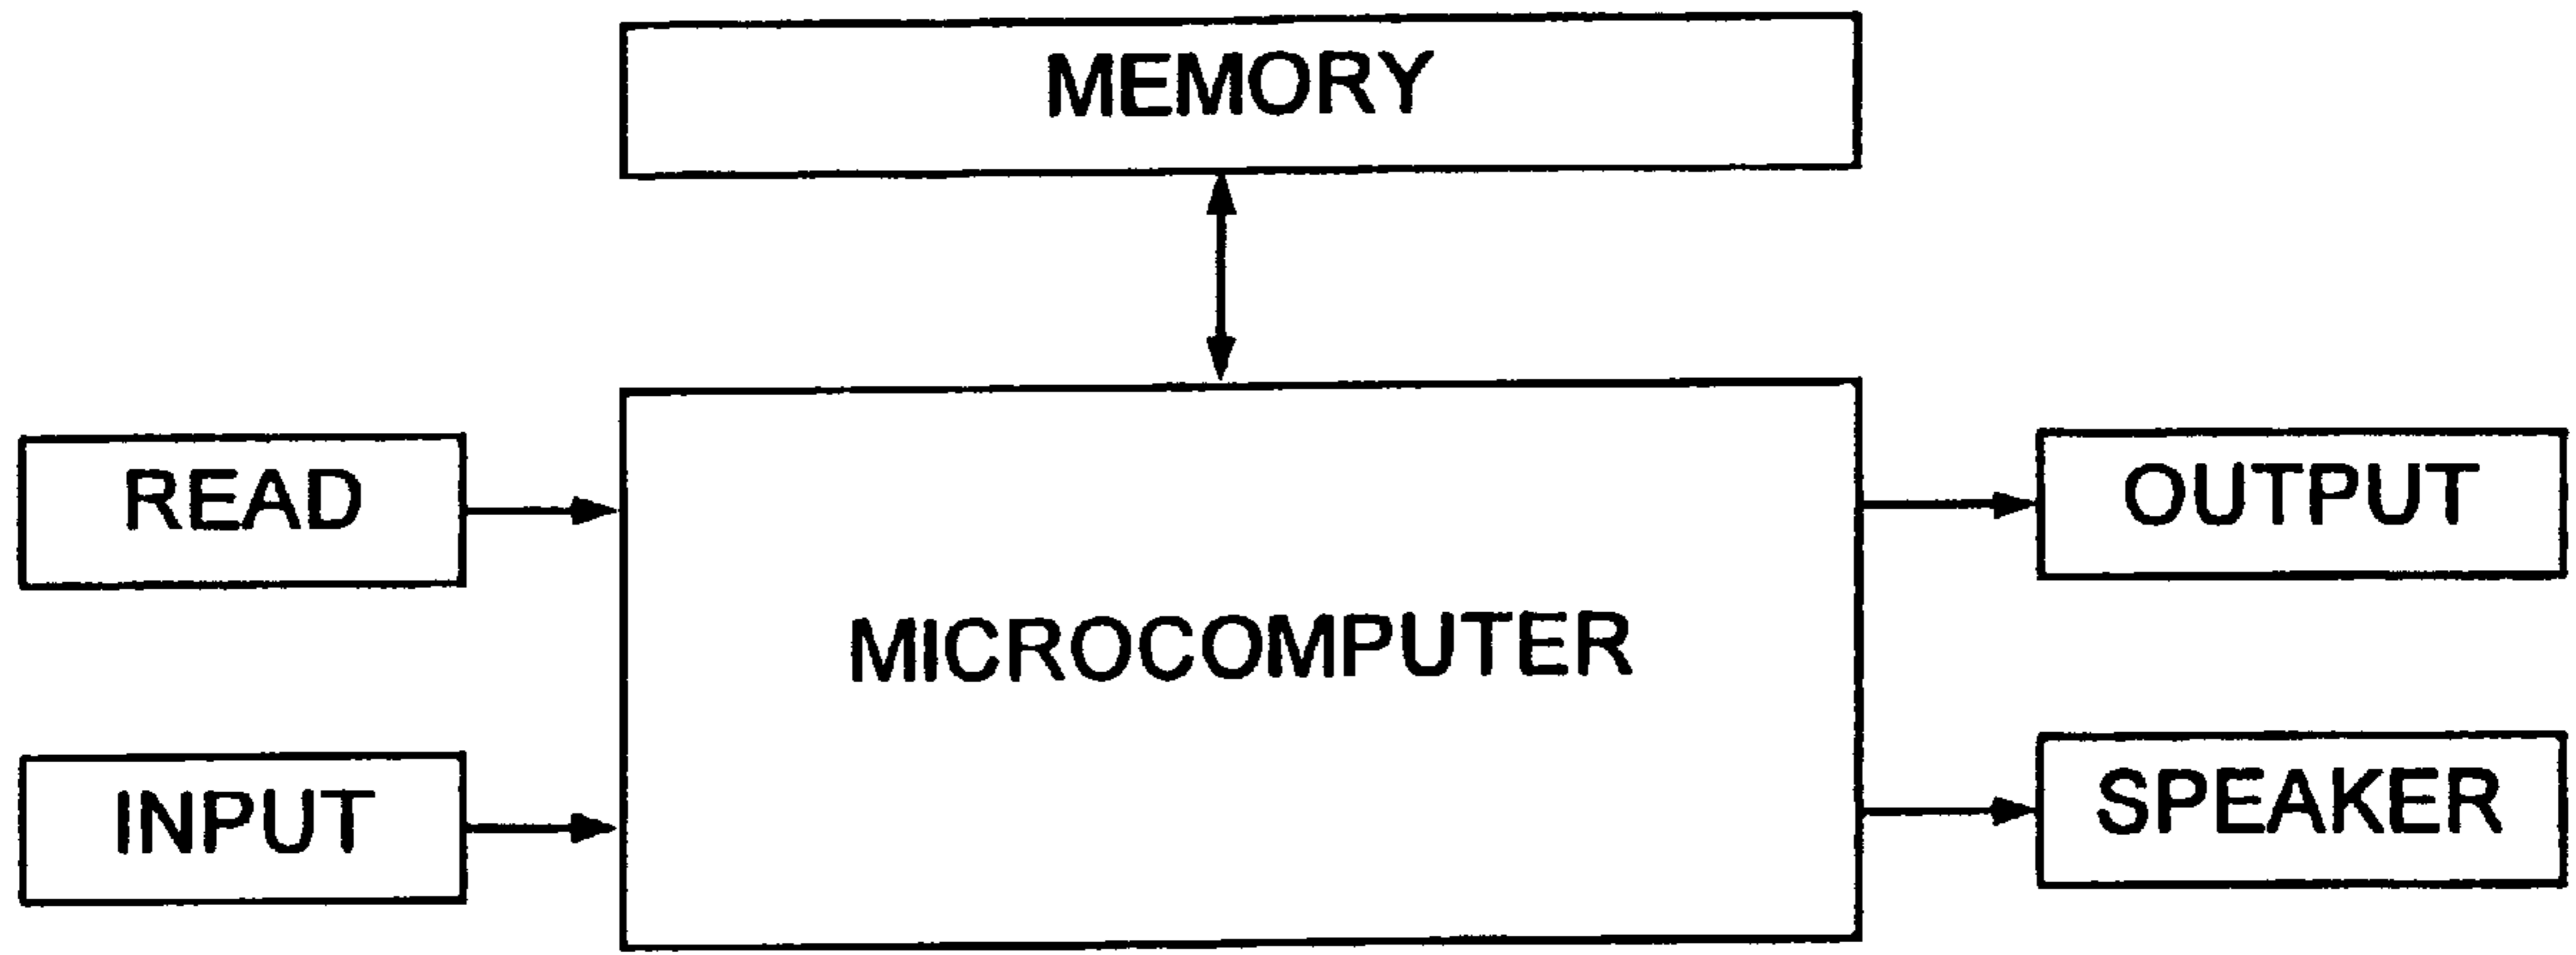 MEMORY
READ
OUTPUT
MICROCOMPUTER
INPUT
SPEAKER